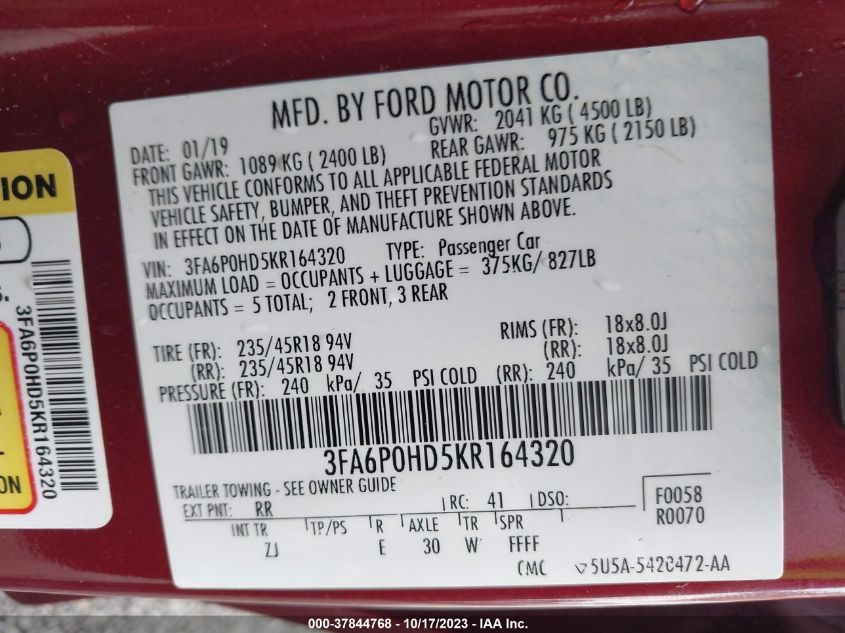 MFD. BY FORD MOTOR CO.
DATE: 01/19
GVWR: 2041 KG ( 4500 LB)
FRONT GAWR: 1089 KG ( 2400 LB)
REAR GAWR: 975 KG ( 2150 LB)
THIS VEHICLE CONFORMS TO ALL APPLICABLE FEDERAL MOTOR
VEHICLE SAFETY, BUMPER, AND THEFT PREVENTION STANDARDS
IN EFFECT ON THE DATE OF MANUFACTURE SHOWN ABOVE.
VIN: 3FA6P0HD5KR164320 TYPE: Passenger Car
MAXIMUM LOAD = OCCUPANTS + LUGGAGE = 375KG/ 827LB
OCCUPANTS = 5 TOTAL; 2 FRONT, 3 REAR
TIRE (FR): 235/45R18 94V RIMS (FR): 18x8.0J
(RR): 235/45R18 94V (RR): 18x8.0J
PRESSURE (FR): 240 kPa/ 35 PSI COLD (RR): 240 kPa/ 35 PSI COLD
3FA6P0HD5KR164320
TRAILER TOWING - SEE OWNER GUIDE
EXT PNT: RR RC: 41 DSO: F0058
R0070
INT TR TP/PS R AXLE TR SPR
ZJ E 30 W FFFF
CMC 5U5A-5420472-AA
ION
S.
3FA6P0HD5KR164320
ON
000-37844768 - 10/17/2023 - IAA Inc.